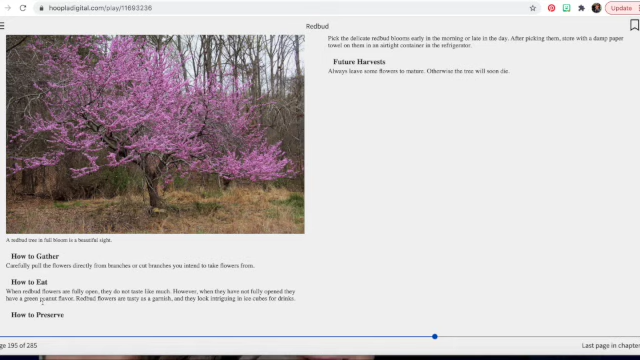 hoopladigital.com/play/11693236
Update
Redbud
A redbud tree in full bloom is a beautiful sight.
How to Gather
Carefully pull the flowers directly from branches or cut branches you intend to take flowers from.
How to Eat
When redbud flowers are fully open, they do not taste like much. However, when they have not fully opened they
have a green peanut flavor. Redbud flowers are tasty as a garnish, and they look intriguing in ice cubes for drinks.
How to Preserve
Pick the delicate redbud blooms early in the morning or late in the day. After picking them, store with a damp paper
towel on them in an airtight container in the refrigerator.
Future Harvests
Always leave some flowers to mature. Otherwise the tree will soon die.
ge 195 of 285
Last page in chapter